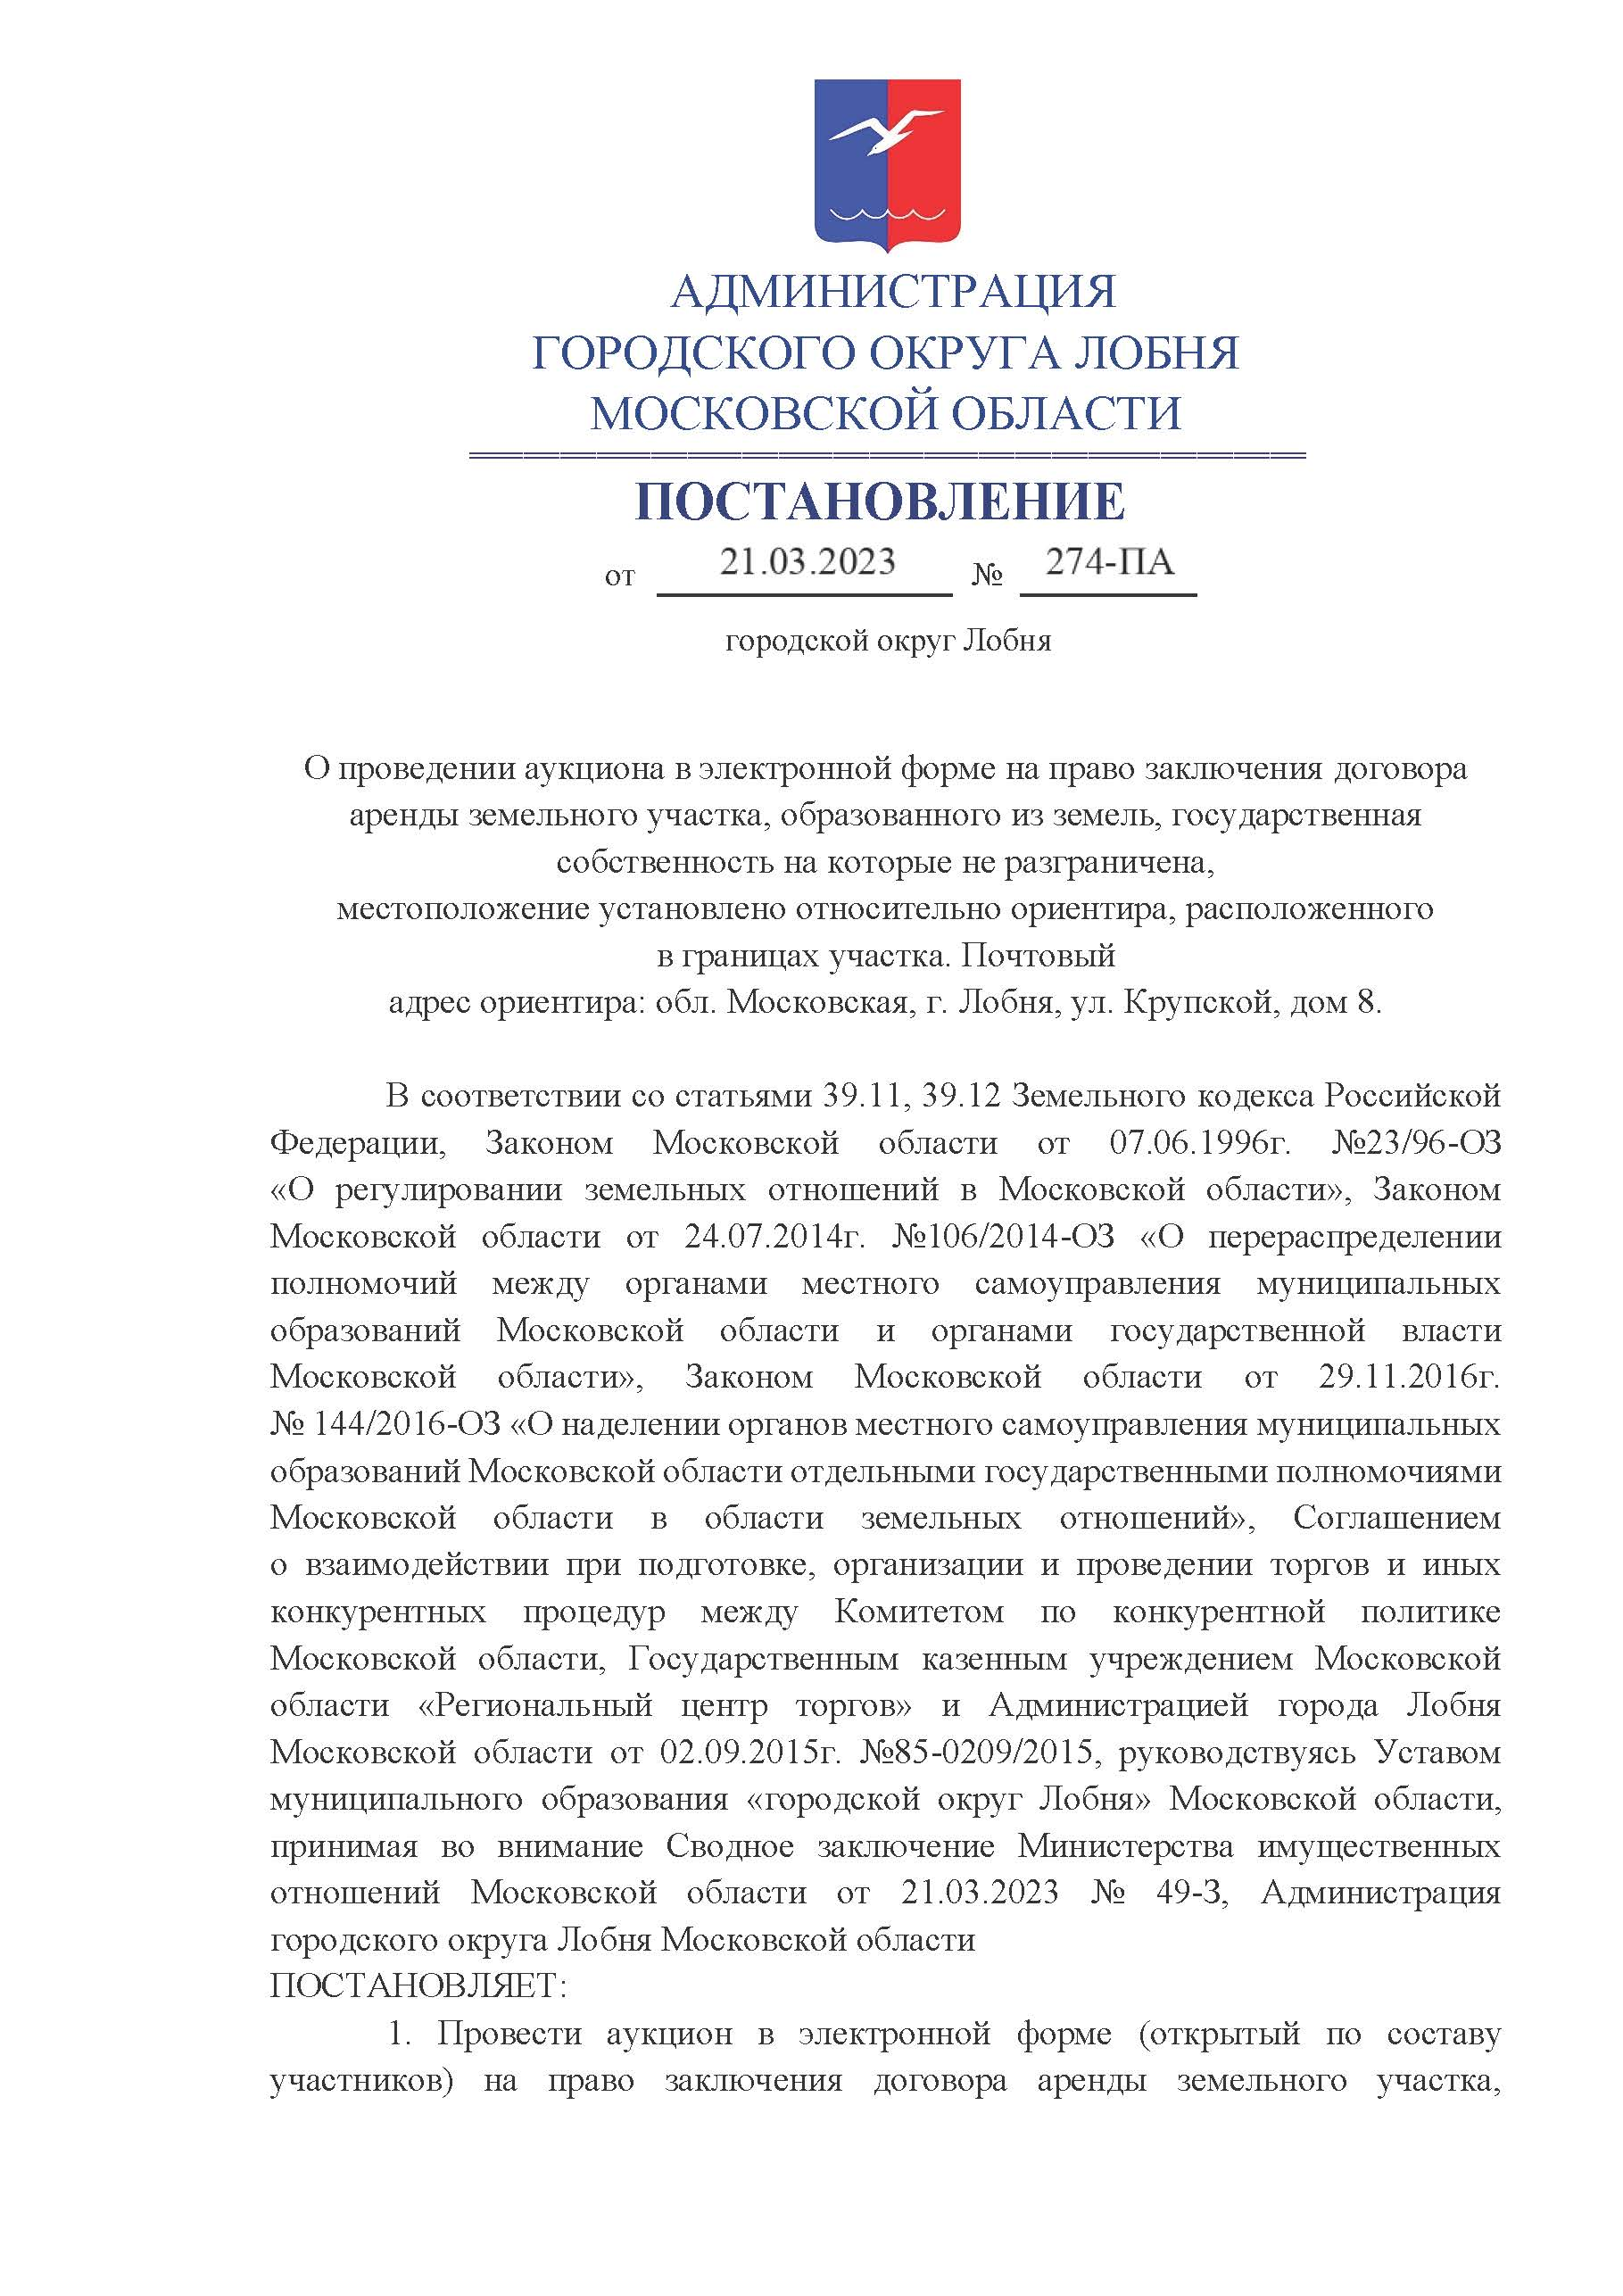 АДМИНИСТРАЦИЯ
ГОРОДСКОГО ОКРУГА ЛОБНЯ
МОСКОВСКОЙ ОБЛАСТИ
ПОСТАНОВЛЕНИЕ
от 21.03.2023 № 274-ПА
городской округ Лобня
О проведении аукциона в электронной форме на право заключения договора
аренды земельного участка, образованного из земель, государственная
собственность на которые не разграничена,
местоположение установлено относительно ориентира, расположенного
в границах участка. Почтовый
адрес ориентира: обл. Московская, г. Лобня, ул. Крупской, дом 8.
В соответствии со статьями 39.11, 39.12 Земельного кодекса Российской
Федерации, Законом Московской области от 07.06.1996г. №23/96-ОЗ
«О регулировании земельных отношений в Московской области», Законом
Московской области от 24.07.2014г. №106/2014-ОЗ «О перераспределении
полномочий между органами местного самоуправления муниципальных
образований Московской области и органами государственной власти
Московской области», Законом Московской области от 29.11.2016г.
№ 144/2016-ОЗ «О наделении органов местного самоуправления муниципальных
образований Московской области отдельными государственными полномочиями
Московской области в области земельных отношений», Соглашением
о взаимодействии при подготовке, организации и проведении торгов и иных
конкурентных процедур между Комитетом по конкурентной политике
Московской области, Государственным казенным учреждением Московской
области «Региональный центр торгов» и Администрацией города Лобня
Московской области от 02.09.2015г. №85-0209/2015, руководствуясь Уставом
муниципального образования «городской округ Лобня» Московской области,
принимая во внимание Сводное заключение Министерства имущественных
отношений Московской области от 21.03.2023 № 49-З, Администрация
городского округа Лобня Московской области
ПОСТАНОВЛЯЕТ:
1. Провести аукцион в электронной форме (открытый по составу
участников) на право заключения договора аренды земельного участка,